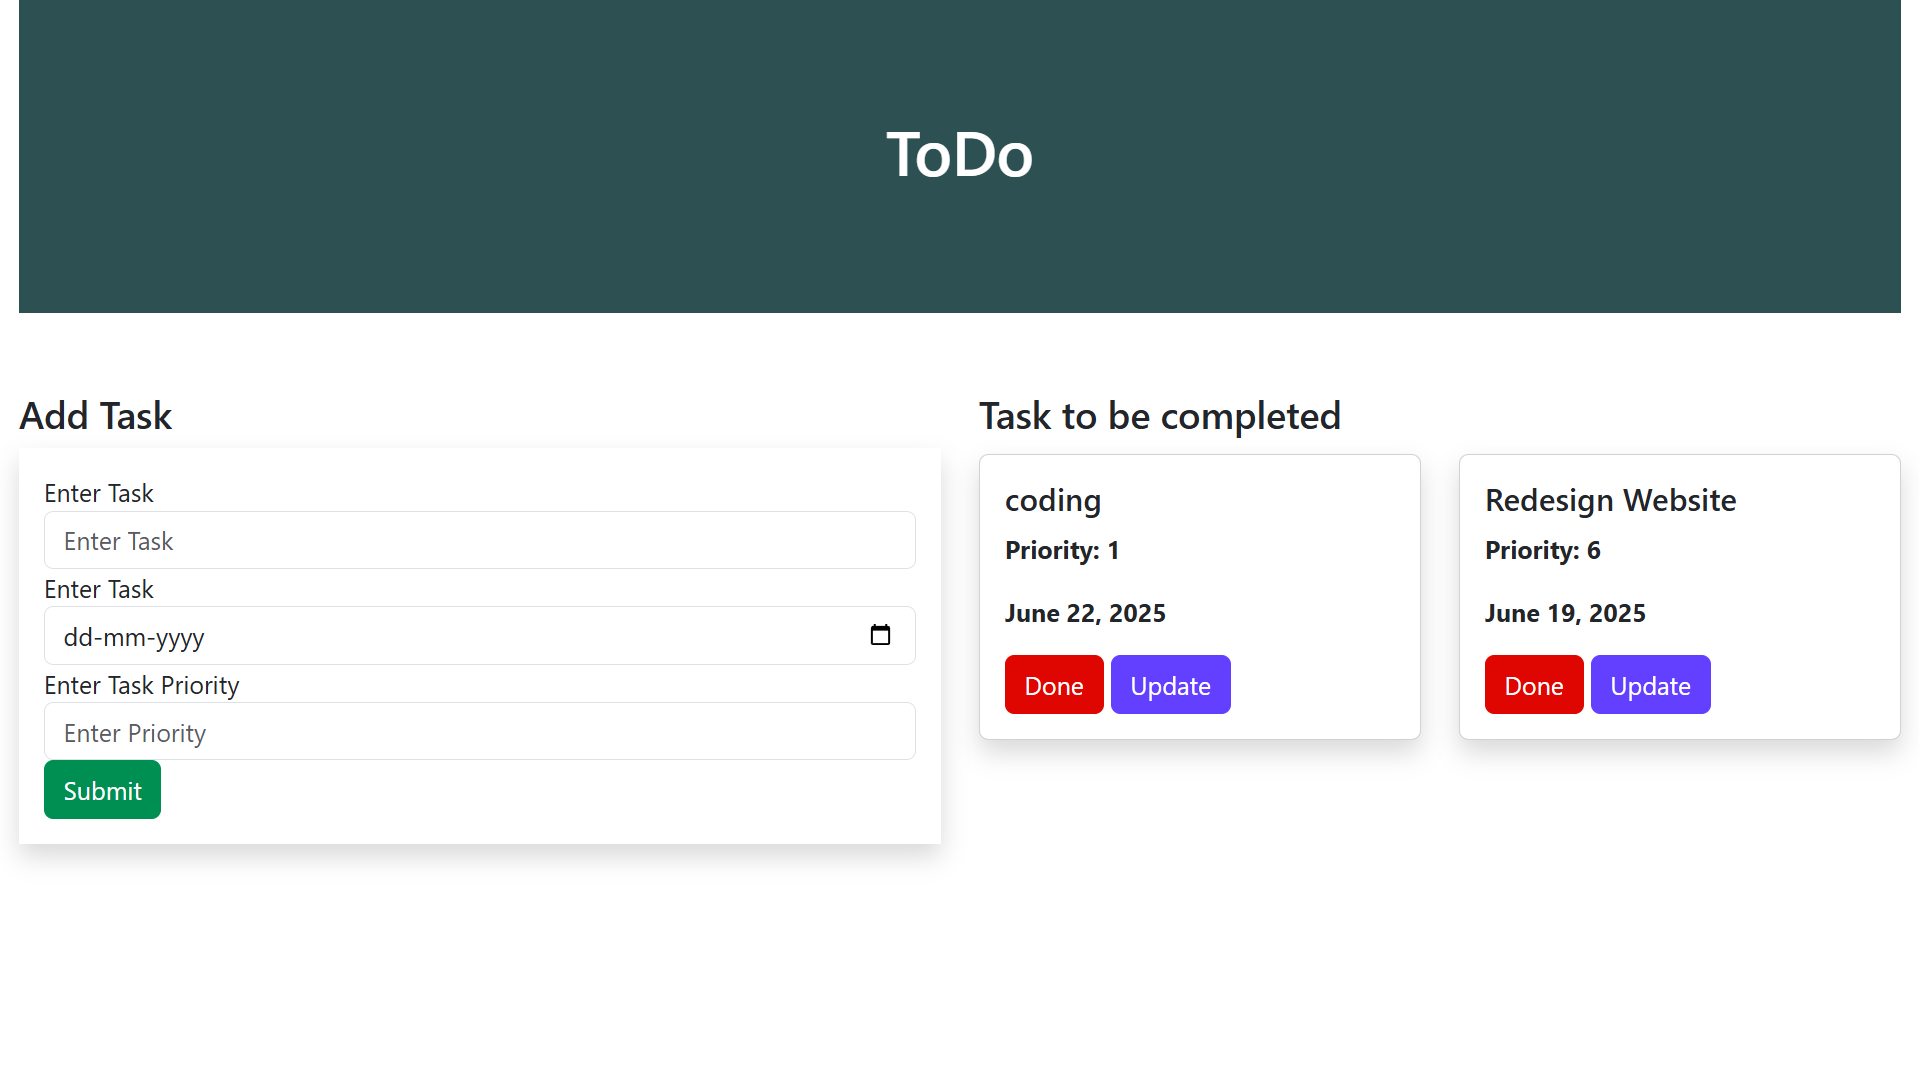 ToDo
Add Task
Enter Task
Enter Task
Enter Task
dd-mm-yyyy
Enter Task Priority
Enter Priority
Submit
Task to be completed
coding
Priority: 1
June 22, 2025
Done Update
Redesign Website
Priority: 6
June 19, 2025
Done Update